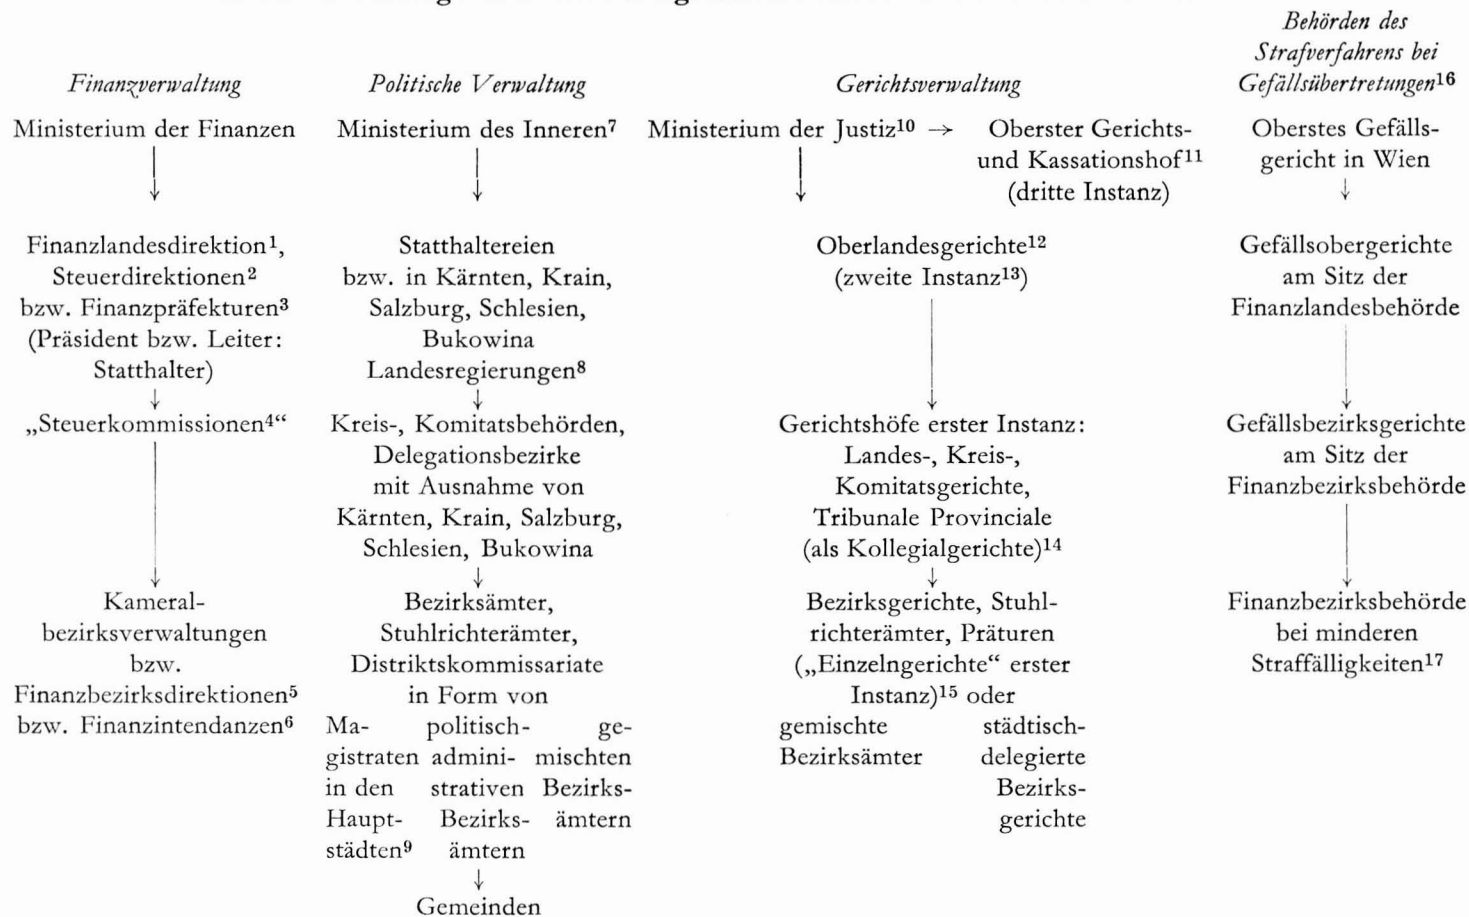 Finanzverwaltung
Ministerium der Finanzen
Finanzlandesdirektion¹,
Steuerdirektionen²
bzw. Finanzpräfekturen³
(Präsident bzw. Leiter:
Statthalter)
„Steuerkommissionen⁴“
Kameral-
bezirksverwaltungen
bzw.
Finanzbezirksdirektionen⁵
bzw. Finanzintendanzen⁶
Politische Verwaltung
Ministerium des Inneren⁷
Statthaltereien
bzw. in Kärnten, Krain,
Salzburg, Schlesien,
Bukowina
Landesregierungen⁸
Kreis-, Komitatsbehörden,
Delegationsbezirke
mit Ausnahme von
Kärnten, Krain, Salzburg,
Schlesien, Bukowina
Bezirksämter,
Stuhlrichterämter,
Distriktskommissariate
in Form von
Ma-
gistraten
in den
Haupt-
städten⁹
politisch-
admini-
strativen
Bezirks-
ämtern
ge-
mischten
Bezirks-
ämtern
Gemeinden
Gerichtsverwaltung
Ministerium der Justiz¹⁰ →
Oberster Gerichts-
und Kassationshof¹¹
(dritte Instanz)
Oberlandesgerichte¹²
(zweite Instanz¹³)
Gerichtshöfe erster Instanz:
Landes-, Kreis-,
Komitatsgerichte,
Tribunale Provinciale
(als Kollegialgerichte)¹⁴
Bezirksgerichte, Stuhl-
richterämter, Präturen
(„Einzelngerichte“ erster
Instanz)¹⁵ oder
gemischte
Bezirksämter
städtisch-
delegierte
Bezirks-
gerichte
Behörden des
Strafverfahrens bei
Gefällsübertretungen¹⁶
Oberstes Gefälls-
gericht in Wien
Gefällsobergerichte
am Sitz der
Finanzlandesbehörde
Gefällsbezirksgerichte
am Sitz der
Finanzbezirksbehörde
Finanzbezirksbehörde
bei minderen
Straffälligkeiten¹⁷